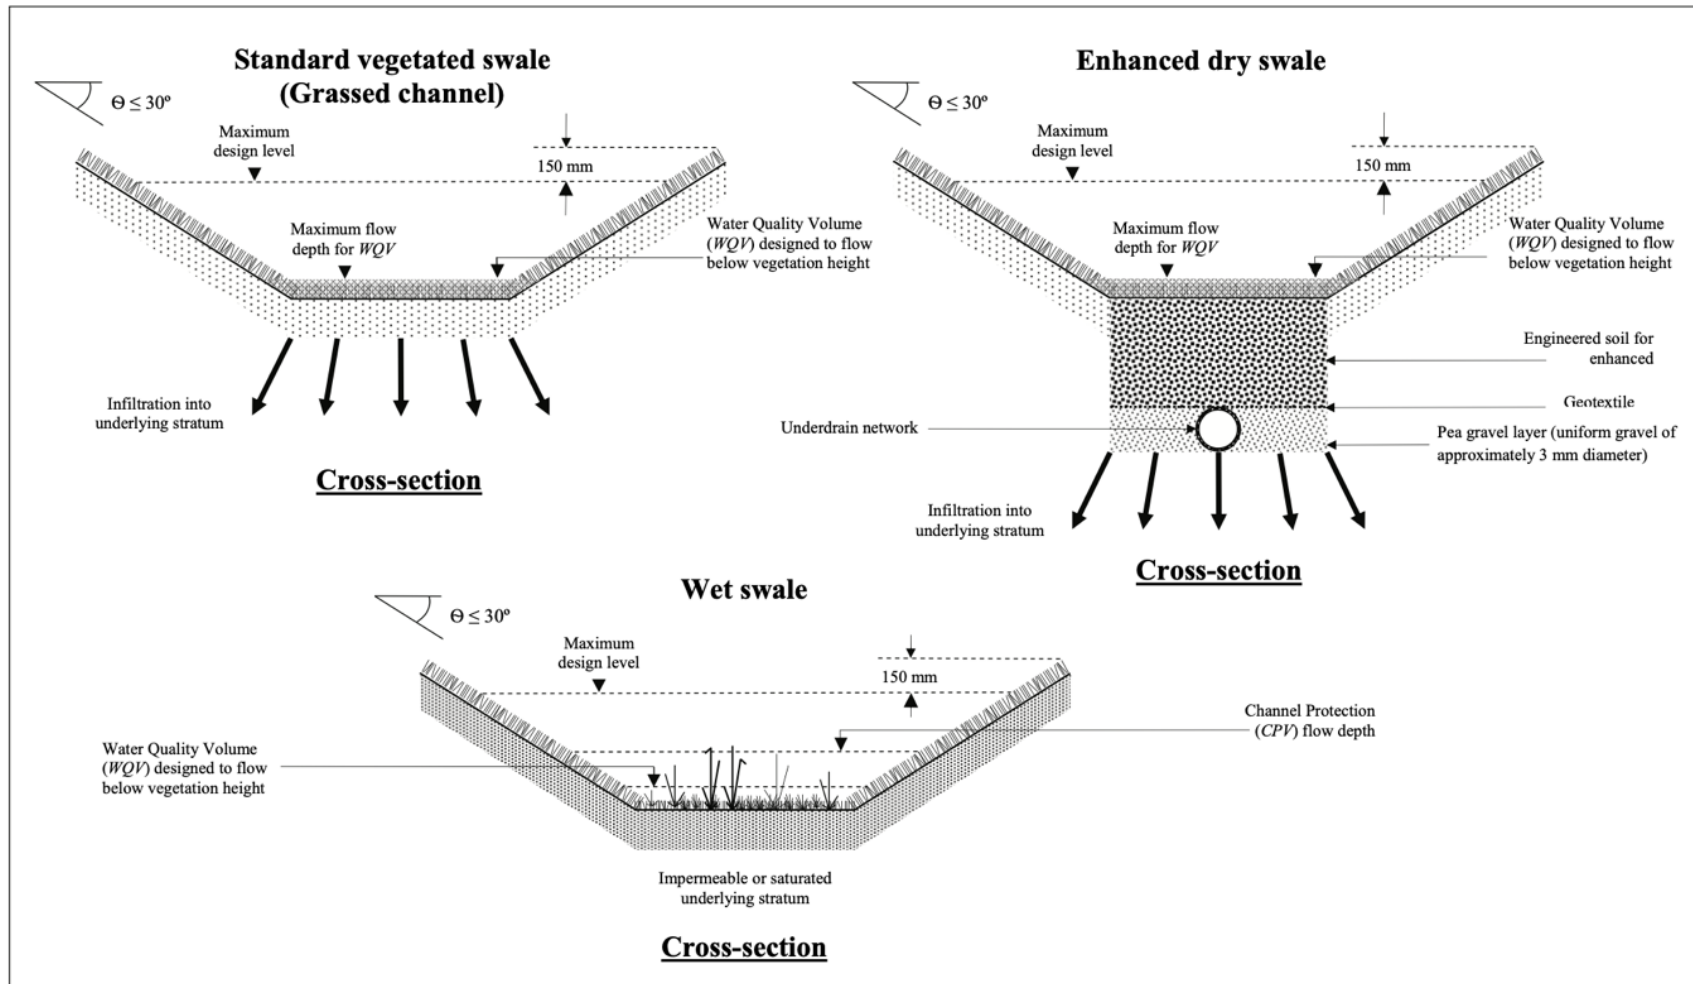 Standard vegetated swale
(Grassed channel)
Θ ≤ 30º
Maximum
design level
150 mm
Maximum flow
depth for WQV
Water Quality Volume
(WQV) designed to flow
below vegetation height
Infiltration into
underlying stratum
Cross-section
Enhanced dry swale
Θ ≤ 30º
Maximum
design level
150 mm
Maximum flow
depth for WQV
Water Quality Volume
(WQV) designed to flow
below vegetation height
Engineered soil for
enhanced
Geotextile
Underdrain network
Pea gravel layer (uniform gravel of
approximately 3 mm diameter)
Infiltration into
underlying stratum
Cross-section
Wet swale
Θ ≤ 30º
Maximum
design level
150 mm
Channel Protection
(CPV) flow depth
Water Quality Volume
(WQV) designed to flow
below vegetation height
Impermeable or saturated
underlying stratum
Cross-section